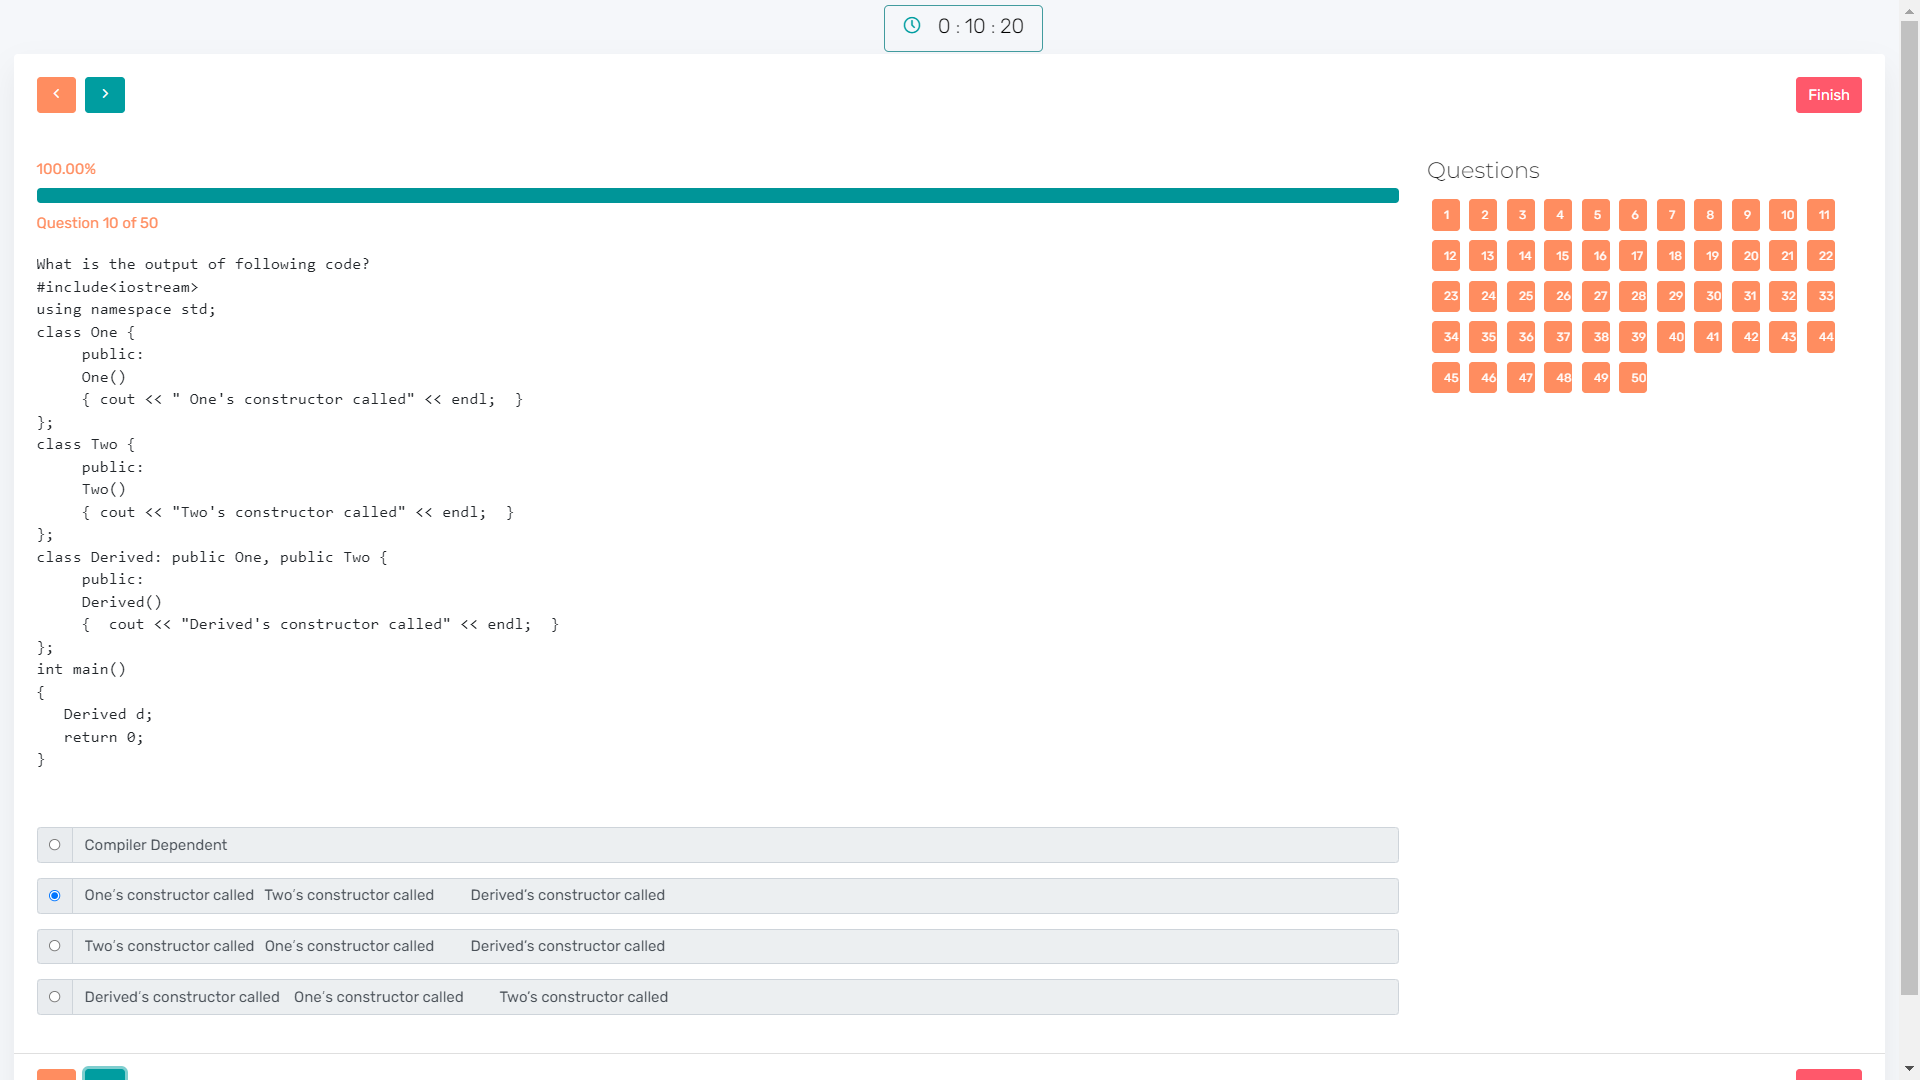 0 : 10 : 20
Finish
100.00%
Question 10 of 50
What is the output of following code?
#include<iostream>
using namespace std;
class One {
     public:
     One()
     { cout << " One's constructor called" << endl;  }
};
class Two {
     public:
     Two()
     { cout << "Two's constructor called" << endl;  }
};
class Derived: public One, public Two {
     public:
     Derived()
     {  cout << "Derived's constructor called" << endl;  }
};
int main()
{
   Derived d;
   return 0;
}
Compiler Dependent
One′s constructor called   Two′s constructor called        Derived's constructor called
Two′s constructor called   One′s constructor called        Derived's constructor called
Derived′s constructor called   One′s constructor called        Two's constructor called
Questions
1 2 3 4 5 6 7 8 9 10 11
12 13 14 15 16 17 18 19 20 21 22
23 24 25 26 27 28 29 30 31 32 33
34 35 36 37 38 39 40 41 42 43 44
45 46 47 48 49 50